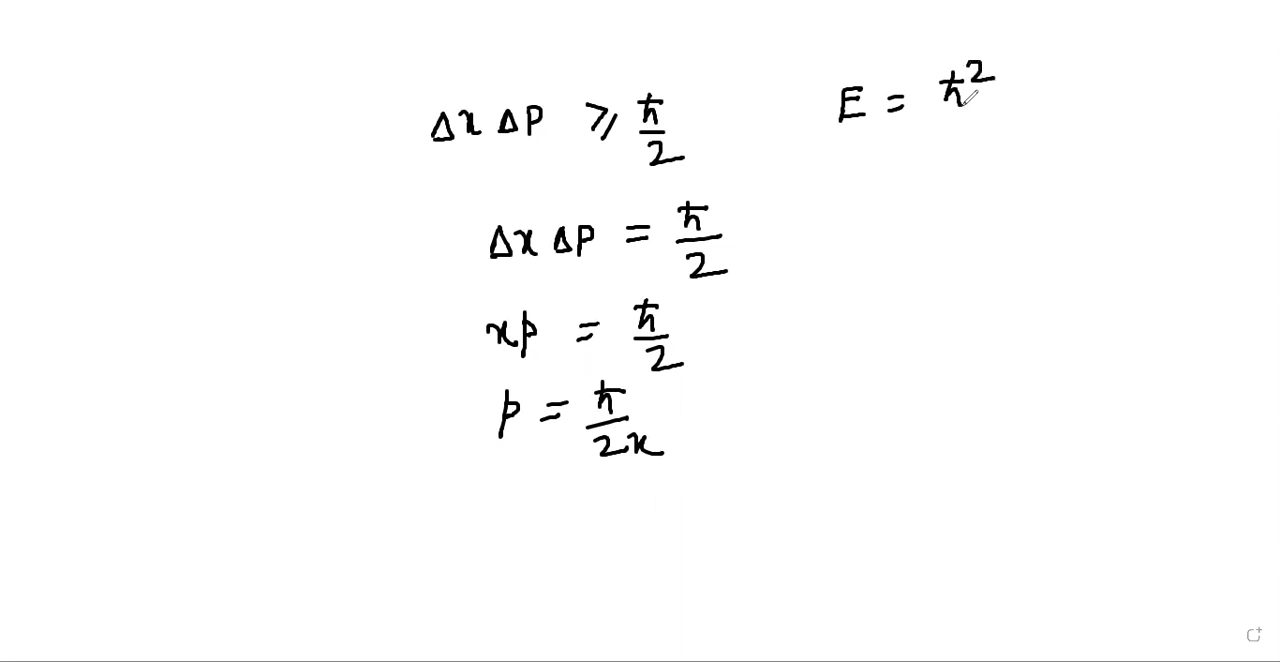 Δx Δp ⩾ ħ/2
Δx Δp = ħ/2
xp = ħ/2
p = ħ/2x
E = ħ²